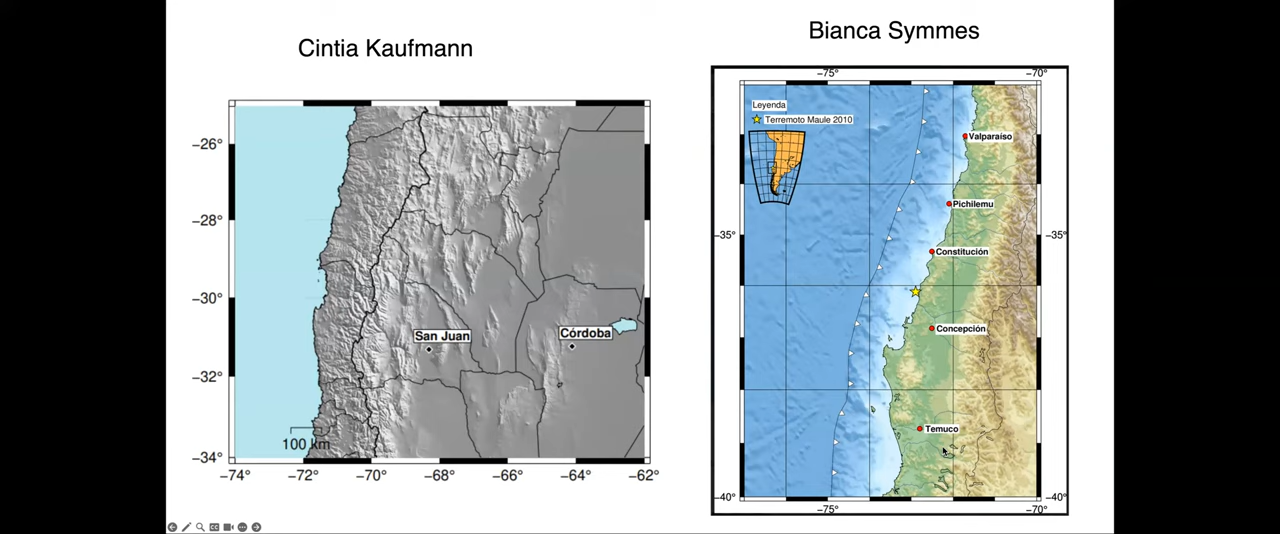 Cintia Kaufmann
−26°
−28°
−30°
−32°
−34°
San Juan
Córdoba
100 km
−74°
−72°
−70°
−68°
−66°
−64°
−62°
Bianca Symmes
−75°
−70°
Leyenda
Terremoto Maule 2010
Valparaíso
Pichilemu
−35°
−35°
Constitución
Concepción
Temuco
−40°
−40°
−75°
−70°